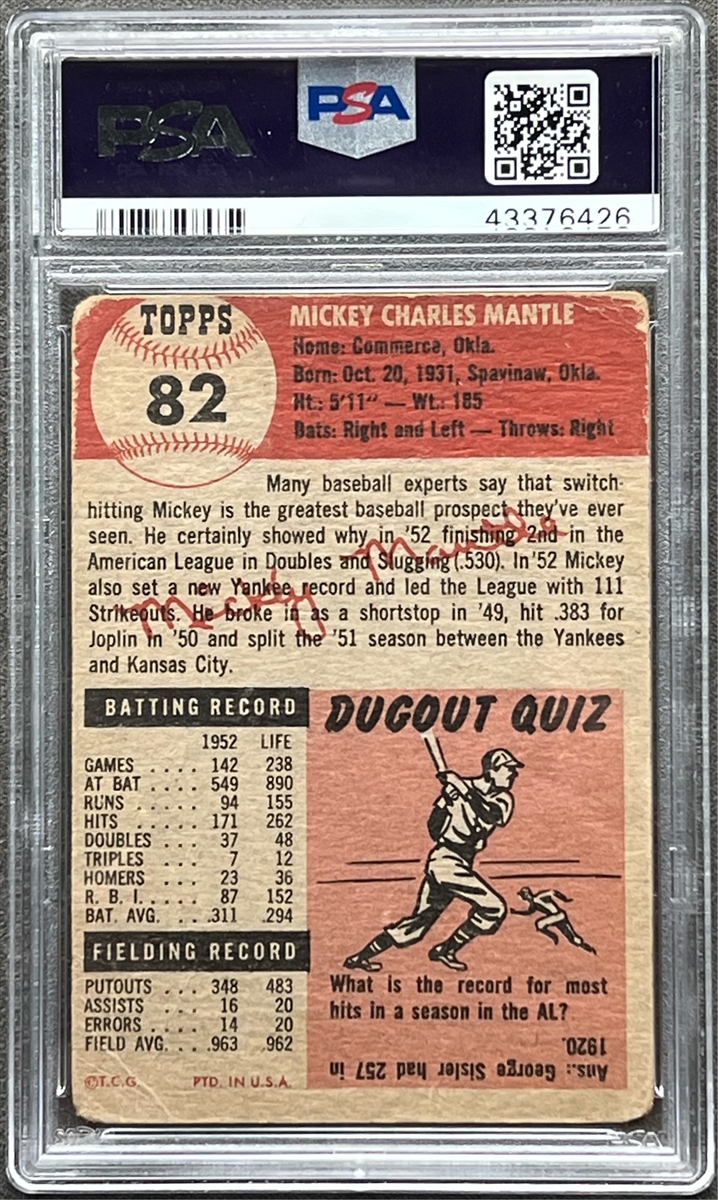 PSA
PSA
43376426
TOPPS
82
MICKEY CHARLES MANTLE
Home: Commerce, Okla.
Born: Oct. 20, 1931, Spavinaw, Okla.
Ht.: 5'11" — Wt.: 185
Bats: Right and Left — Throws: Right
Many baseball experts say that switch-
hitting Mickey is the greatest baseball prospect they've ever
seen. He certainly showed why in '52 finishing 2nd in the
American League in Doubles and Slugging (.530). In '52 Mickey
also set a new Yankee record and led the League with 111
Strikeouts. He broke in as a shortstop in '49, hit .383 for
Joplin in '50 and split the '51 season between the Yankees
and Kansas City.
Micky Mantle
BATTING RECORD
1952 LIFE
GAMES .... 142 238
AT BAT .... 549 890
RUNS ..... 94 155
HITS ..... 171 262
DOUBLES .. 37 48
TRIPLES ... 7 12
HOMERS ... 23 36
R. B. I. .... 87 152
BAT. AVG. .. .311 .294
FIELDING RECORD
PUTOUTS ... 348 483
ASSISTS ... 16 20
ERRORS .... 14 20
FIELD AVG. ... .963 .962
©T.C.G. PTD. IN U.S.A.
DUGOUT QUIZ
What is the record for most
hits in a season in the AL?
Ans.: George Sisler had 257 in
1920.
PSA